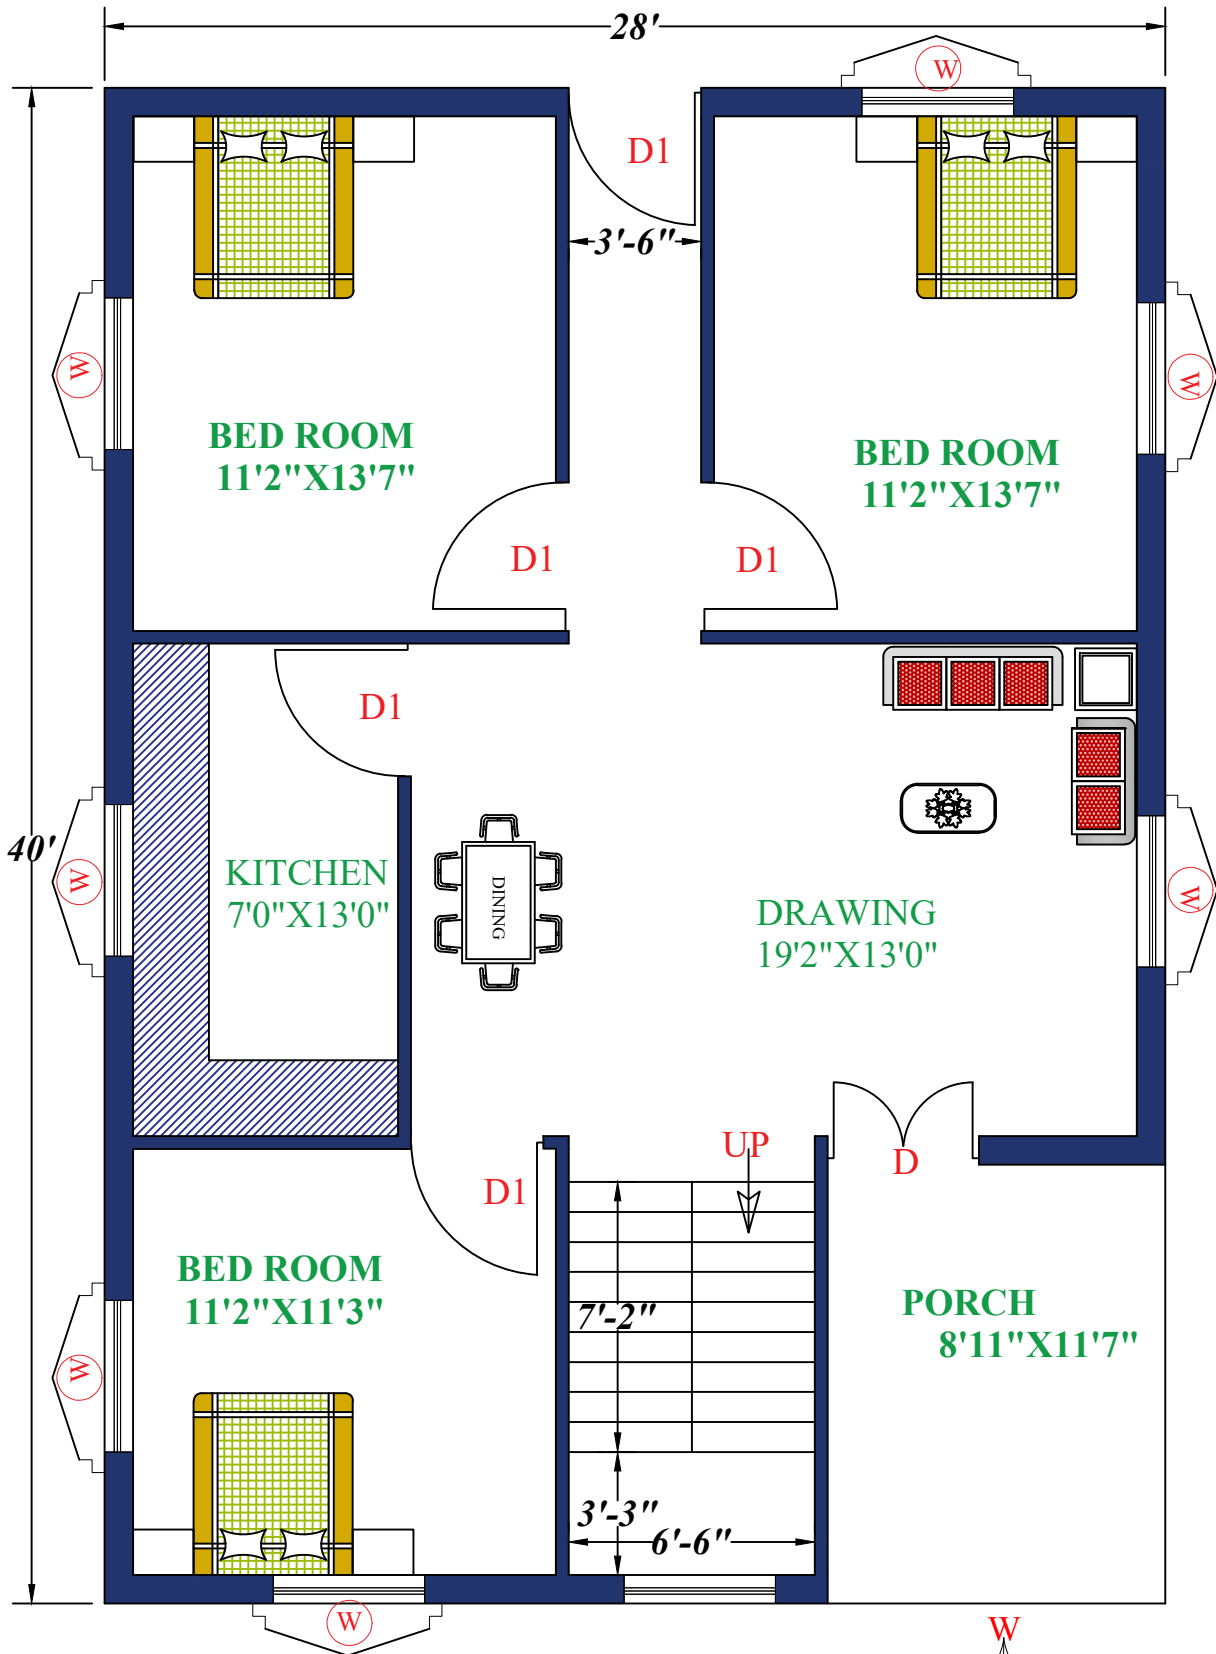 28'
W
D1
3'-6"
W
W
BED ROOM
11'2"X13'7"
BED ROOM
11'2"X13'7"
D1
D1
D1
40'
W
KITCHEN
7'0"X13'0"
DINING
DRAWING
19'2"X13'0"
W
UP
D
D1
BED ROOM
11'2"X11'3"
7'-2"
PORCH
8'11"X11'7"
W
3'-3"
6'-6"
W
W